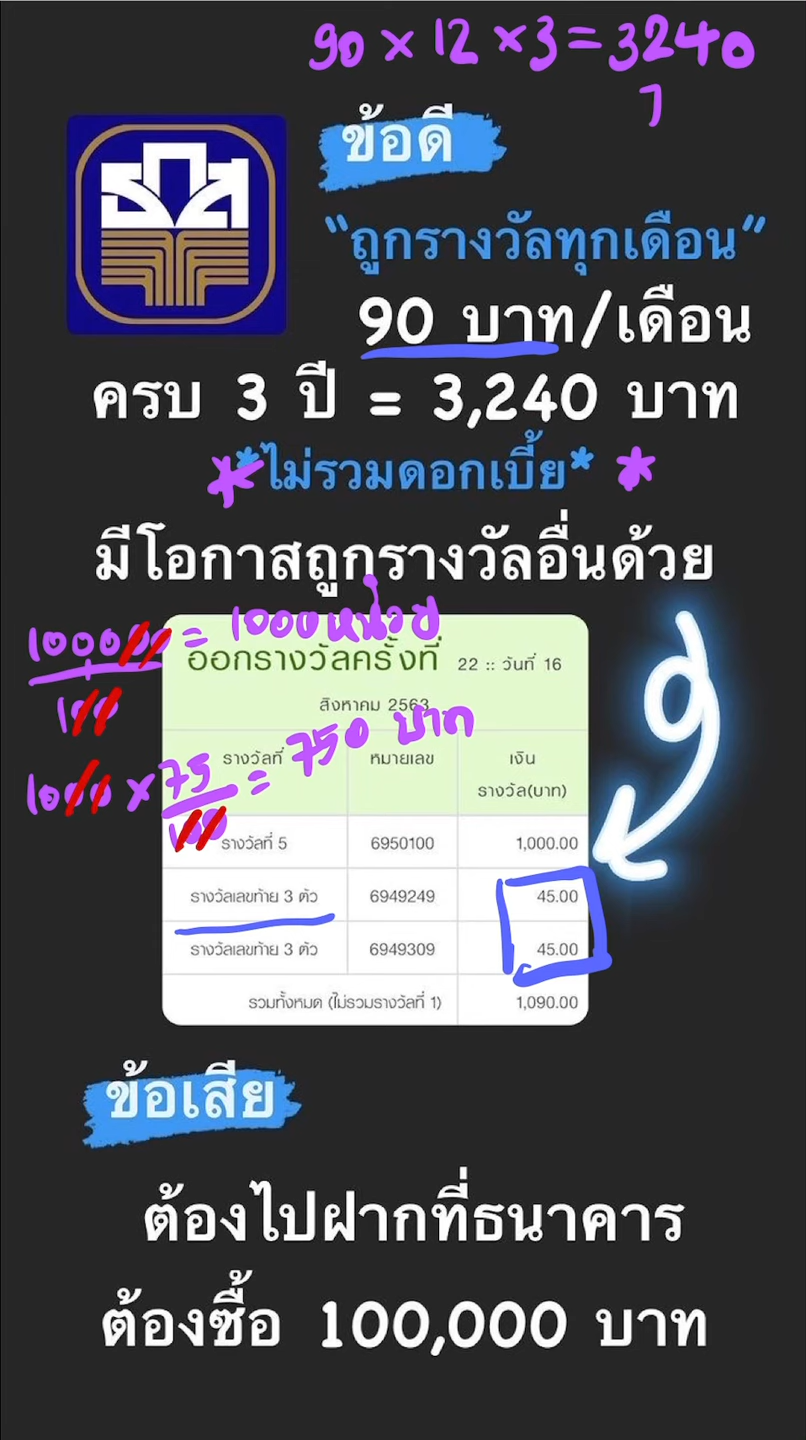 90 × 12 × 3 = 3240
7
ธกส
ข้อดี
"ถูกรางวัลทุกเดือน"
90 บาท/เดือน
ครบ 3 ปี = 3,240 บาท
*ไม่รวมดอกเบี้ย*
มีโอกาสถูกรางวัลอื่นด้วย
100000 = 1000 หน่วย
100
ออกรางวัลครั้งที่ 22 :: วันที่ 16
สิงหาคม 2563
1000 × 75 = 750 บาท
100
รางวัลที่ หมายเลข เงิน
รางวัล(บาท)
รางวัลที่ 5 6950100 1,000.00
รางวัลเลขท้าย 3 ตัว 6949249 45.00
รางวัลเลขท้าย 3 ตัว 6949309 45.00
รวมทั้งหมด (ไม่รวมรางวัลที่ 1) 1,090.00
ข้อเสีย
ต้องไปฝากที่ธนาคาร
ต้องซื้อ 100,000 บาท